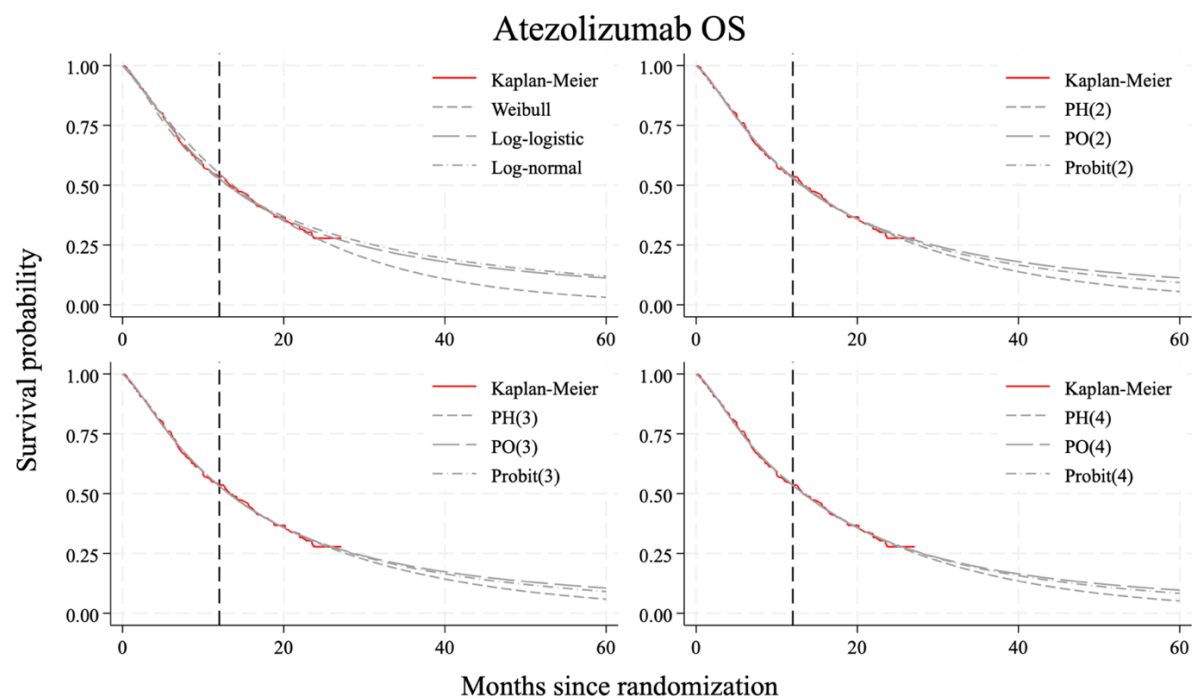 Atezolizumab OS
Survival probability
1.00
0.75
0.50
0.25
0.00
0 20 40 60
Kaplan-Meier
Weibull
Log-logistic
Log-normal
1.00
0.75
0.50
0.25
0.00
0 20 40 60
Kaplan-Meier
PH(2)
PO(2)
Probit(2)
1.00
0.75
0.50
0.25
0.00
0 20 40 60
Kaplan-Meier
PH(3)
PO(3)
Probit(3)
1.00
0.75
0.50
0.25
0.00
0 20 40 60
Kaplan-Meier
PH(4)
PO(4)
Probit(4)
Months since randomization